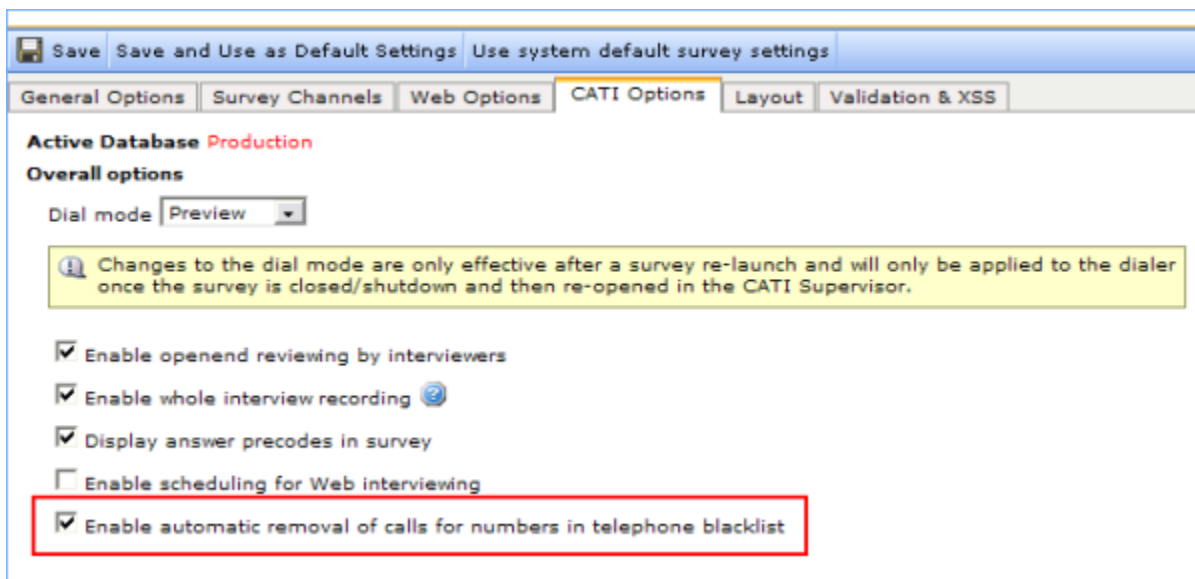 Save Save and Use as Default Settings Use system default survey settings
General Options Survey Channels Web Options CATI Options Layout Validation & XSS
Active Database Production
Overall options
Dial mode Preview
Changes to the dial mode are only effective after a survey re-launch and will only be applied to the dialer
once the survey is closed/shutdown and then re-opened in the CATI Supervisor.
Enable openend reviewing by interviewers
Enable whole interview recording
Display answer precodes in survey
Enable scheduling for Web interviewing
Enable automatic removal of calls for numbers in telephone blacklist